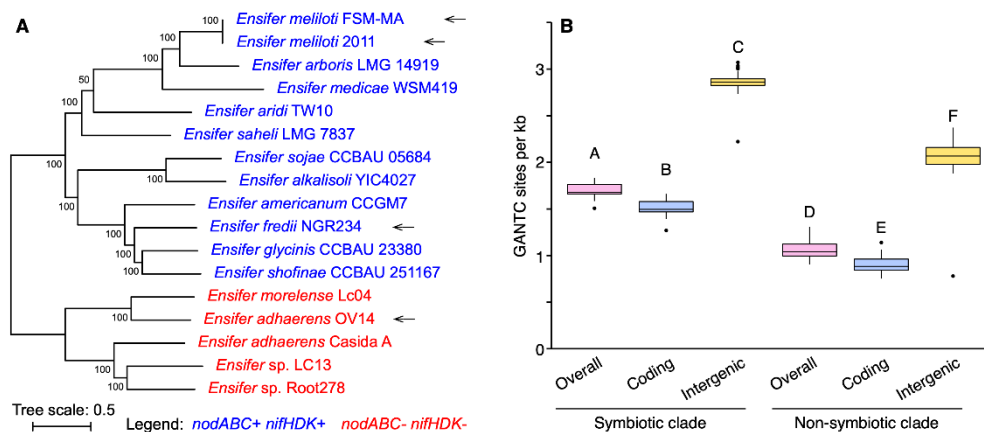 A
Ensifer meliloti FSM-MA
Ensifer meliloti 2011
Ensifer arboris LMG 14919
Ensifer medicae WSM419
Ensifer aridi TW10
Ensifer saheli LMG 7837
Ensifer sojae CCBAU 05684
Ensifer alkalisoli YIC4027
Ensifer americanum CCGM7
Ensifer fredii NGR234
Ensifer glycinis CCBAU 23380
Ensifer shofinae CCBAU 251167
Ensifer morelense Lc04
Ensifer adhaerens OV14
Ensifer adhaerens Casida A
Ensifer sp. LC13
Ensifer sp. Root278
100
100
100
50
100
100
100
100
100
100
100
100
100
100
Tree scale: 0.5
Legend: nodABC+ nifHDK+ nodABC- nifHDK-
B
GANTC sites per kb
3
2
1
0
A
B
C
D
E
F
Overall
Coding
Intergenic
Overall
Coding
Intergenic
Symbiotic clade
Non-symbiotic clade